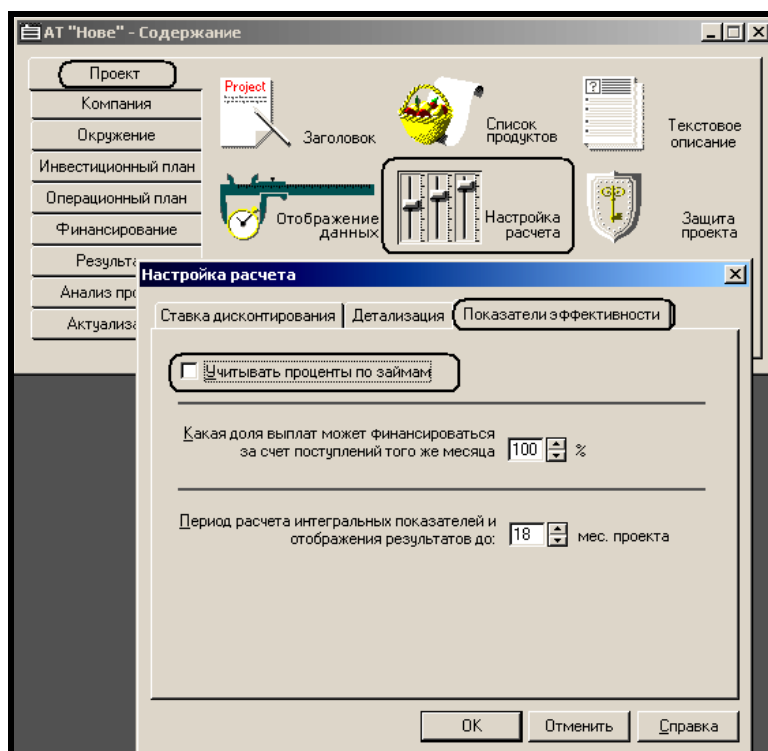 АТ "Нове" - Содержание
Проект
Компания
Окружение
Инвестиционный план
Операционный план
Финансирование
Результа
Анализ про
Актуализа
Project
Заголовок
Список
продуктов
?
Текстовое
описание
Отображение
данных
Настройка
расчета
Защита
проекта
Настройка расчета
Ставка дисконтирования
Детализация
Показатели эффективности
Учитывать проценты по займам
Какая доля выплат может финансироваться
за счет поступлений того же месяца
100 %
Период расчета интегральных показателей и
отображения результатов до:
18 мес. проекта
OK
Отменить
Справка